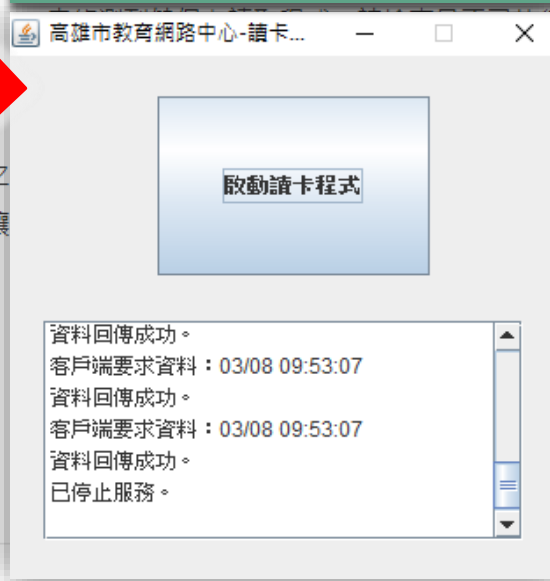 高雄市教育網路中心-讀卡...
啟動讀卡程式
資料回傳成功。
客戶端要求資料：03/08 09:53:07
資料回傳成功。
客戶端要求資料：03/08 09:53:07
資料回傳成功。
已停止服務。